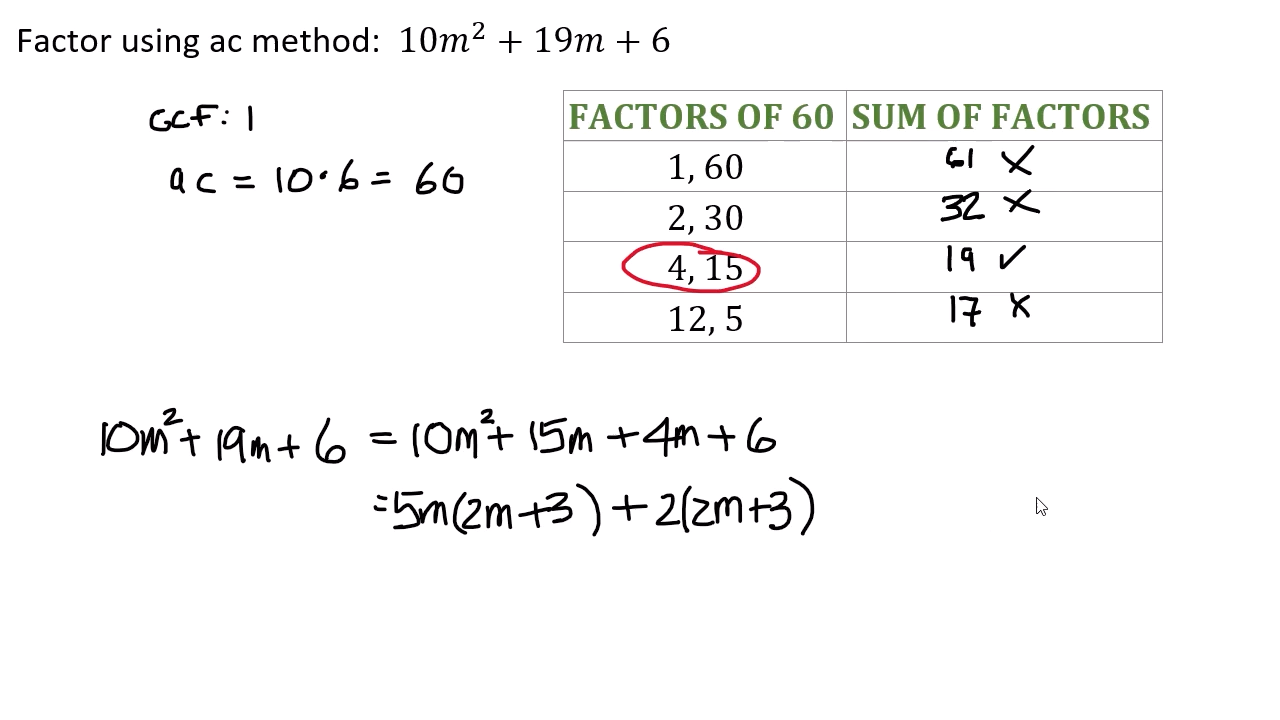 Factor using ac method: 10m² + 19m + 6
GCF: 1
ac = 10·6 = 60
FACTORS OF 60 SUM OF FACTORS
1, 60 61 ✗
2, 30 32 ✗
4, 15 19 ✓
12, 5 17 ✗
10m² + 19m + 6 = 10m² + 15m + 4m + 6
= 5m(2m+3) + 2(2m+3)